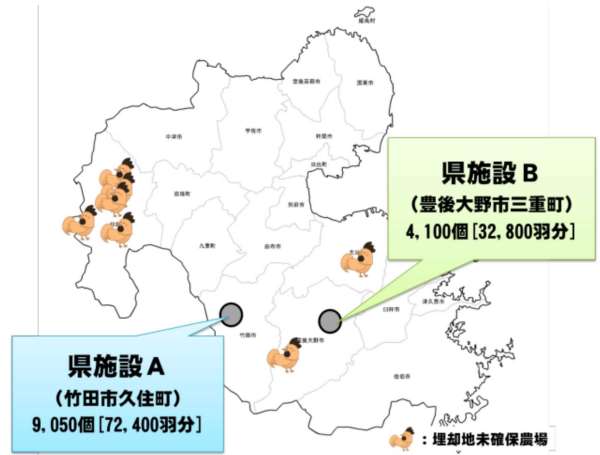 姫島村
豊後高田市
国東市
中津市
宇佐市
杵築市
日出町
玖珠町
別府市
九重町
由布市
県施設B
（豊後大野市三重町）
4,100個[32,800羽分]
津久見市
臼杵市
竹田市
豊後大野市
佐伯市
県施設A
（竹田市久住町）
9,050個[72,400羽分]
：埋却地未確保農場